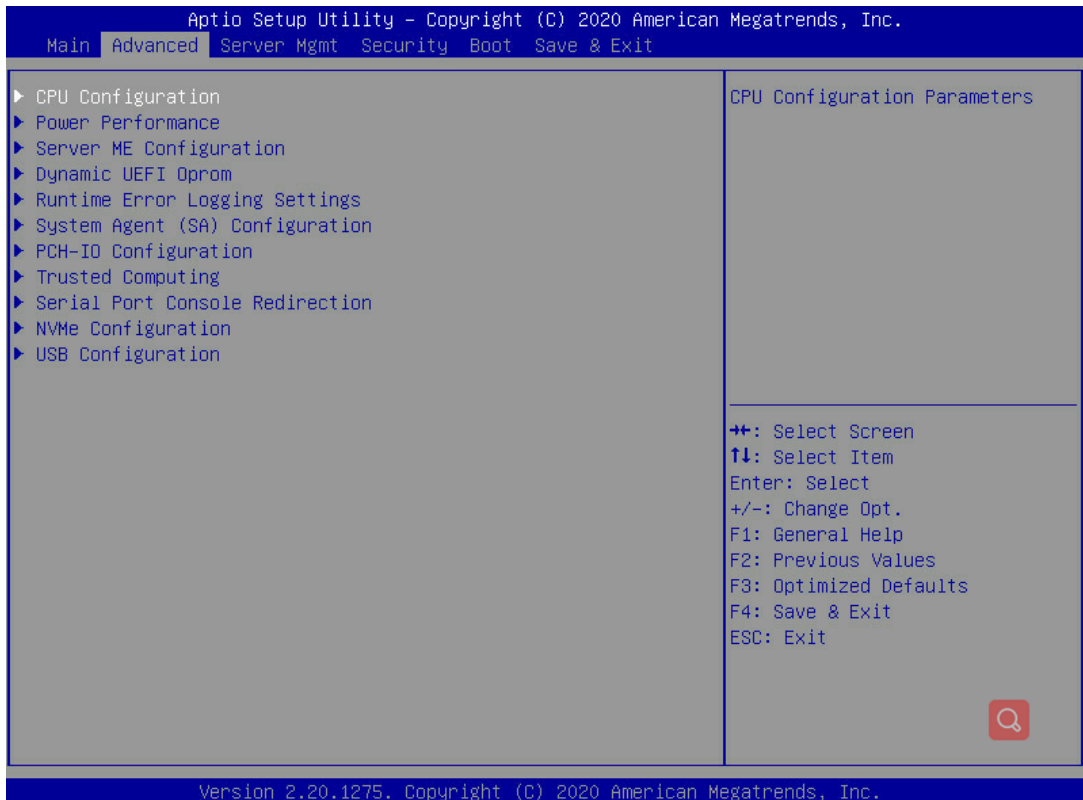 Aptio Setup Utility – Copyright (C) 2020 American Megatrends, Inc.
Main Advanced Server Mgmt Security Boot Save & Exit
▶ CPU Configuration
▶ Power Performance
▶ Server ME Configuration
▶ Dynamic UEFI Oprom
▶ Runtime Error Logging Settings
▶ System Agent (SA) Configuration
▶ PCH-IO Configuration
▶ Trusted Computing
▶ Serial Port Console Redirection
▶ NVMe Configuration
▶ USB Configuration
CPU Configuration Parameters
→←: Select Screen
↑↓: Select Item
Enter: Select
+/-: Change Opt.
F1: General Help
F2: Previous Values
F3: Optimized Defaults
F4: Save & Exit
ESC: Exit
Version 2.20.1275. Copyright (C) 2020 American Megatrends, Inc.